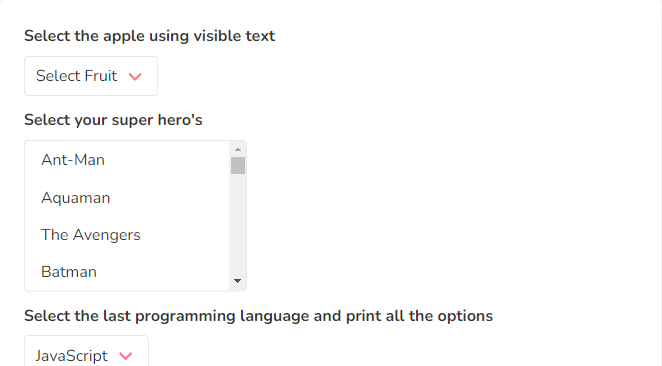 Select the apple using visible text
Select Fruit
Select your super hero's
Ant-Man
Aquaman
The Avengers
Batman
Select the last programming language and print all the options
JavaScript